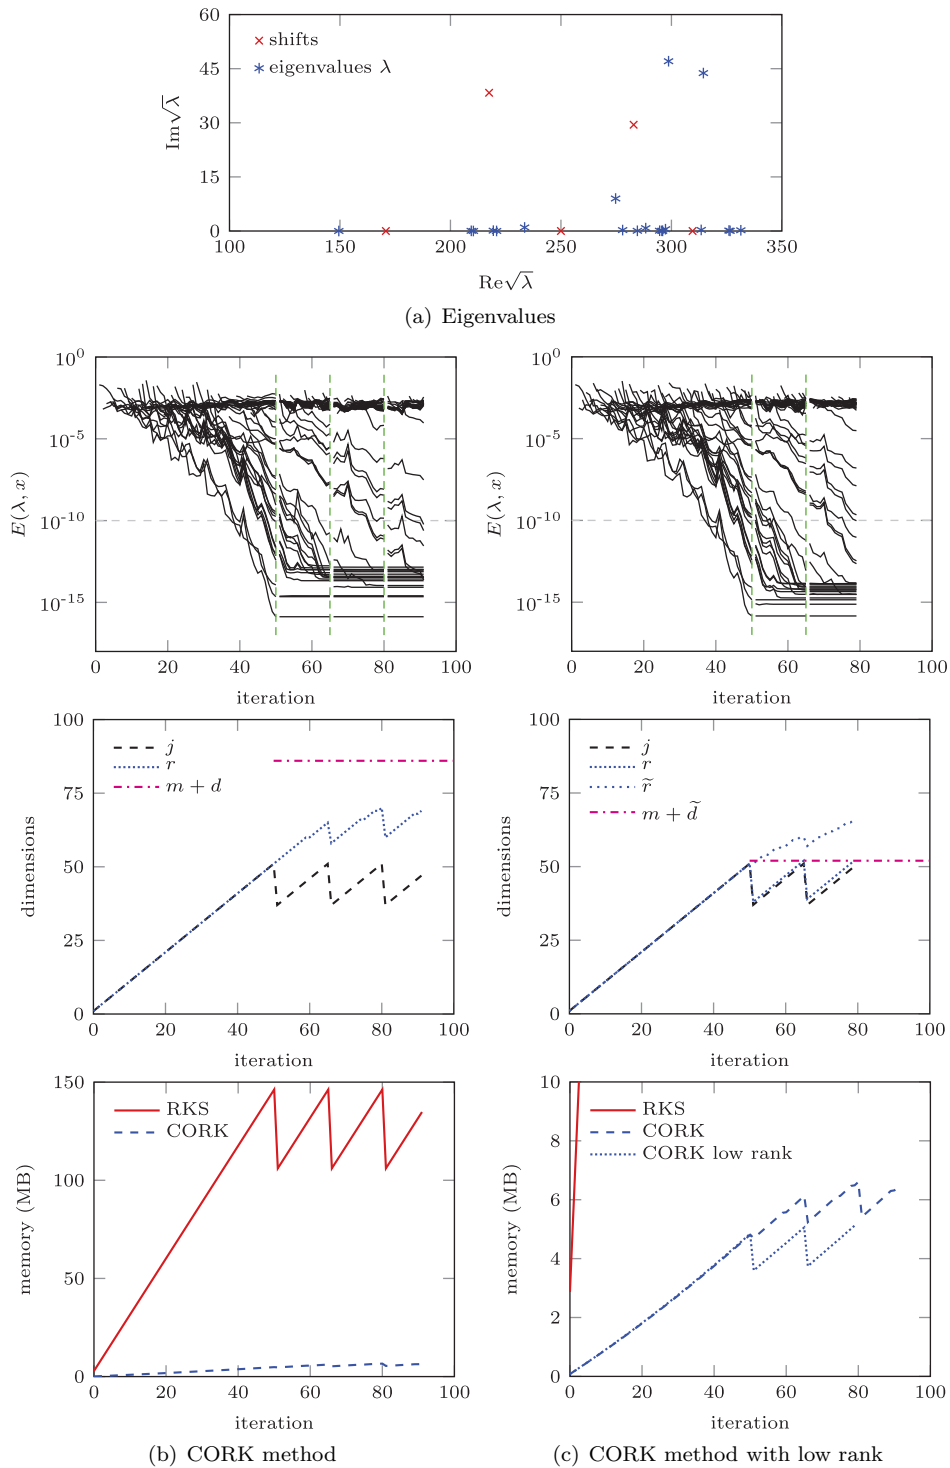 60
45
30
15
0
Im√λ
shifts
eigenvalues λ
100 150 200 250 300 350
Re√λ
(a) Eigenvalues
10^0
10^-5
10^-10
10^-15
E(λ, x)
0 20 40 60 80 100
iteration
10^0
10^-5
10^-10
10^-15
E(λ, x)
0 20 40 60 80 100
iteration
100
75
50
25
0
dimensions
j
r
m + d
0 20 40 60 80 100
iteration
100
75
50
25
0
dimensions
j
r
r̃
m + d̃
0 20 40 60 80 100
iteration
150
100
50
0
memory (MB)
RKS
CORK
0 20 40 60 80 100
iteration
(b) CORK method
10
8
6
4
2
0
memory (MB)
RKS
CORK
CORK low rank
0 20 40 60 80 100
iteration
(c) CORK method with low rank